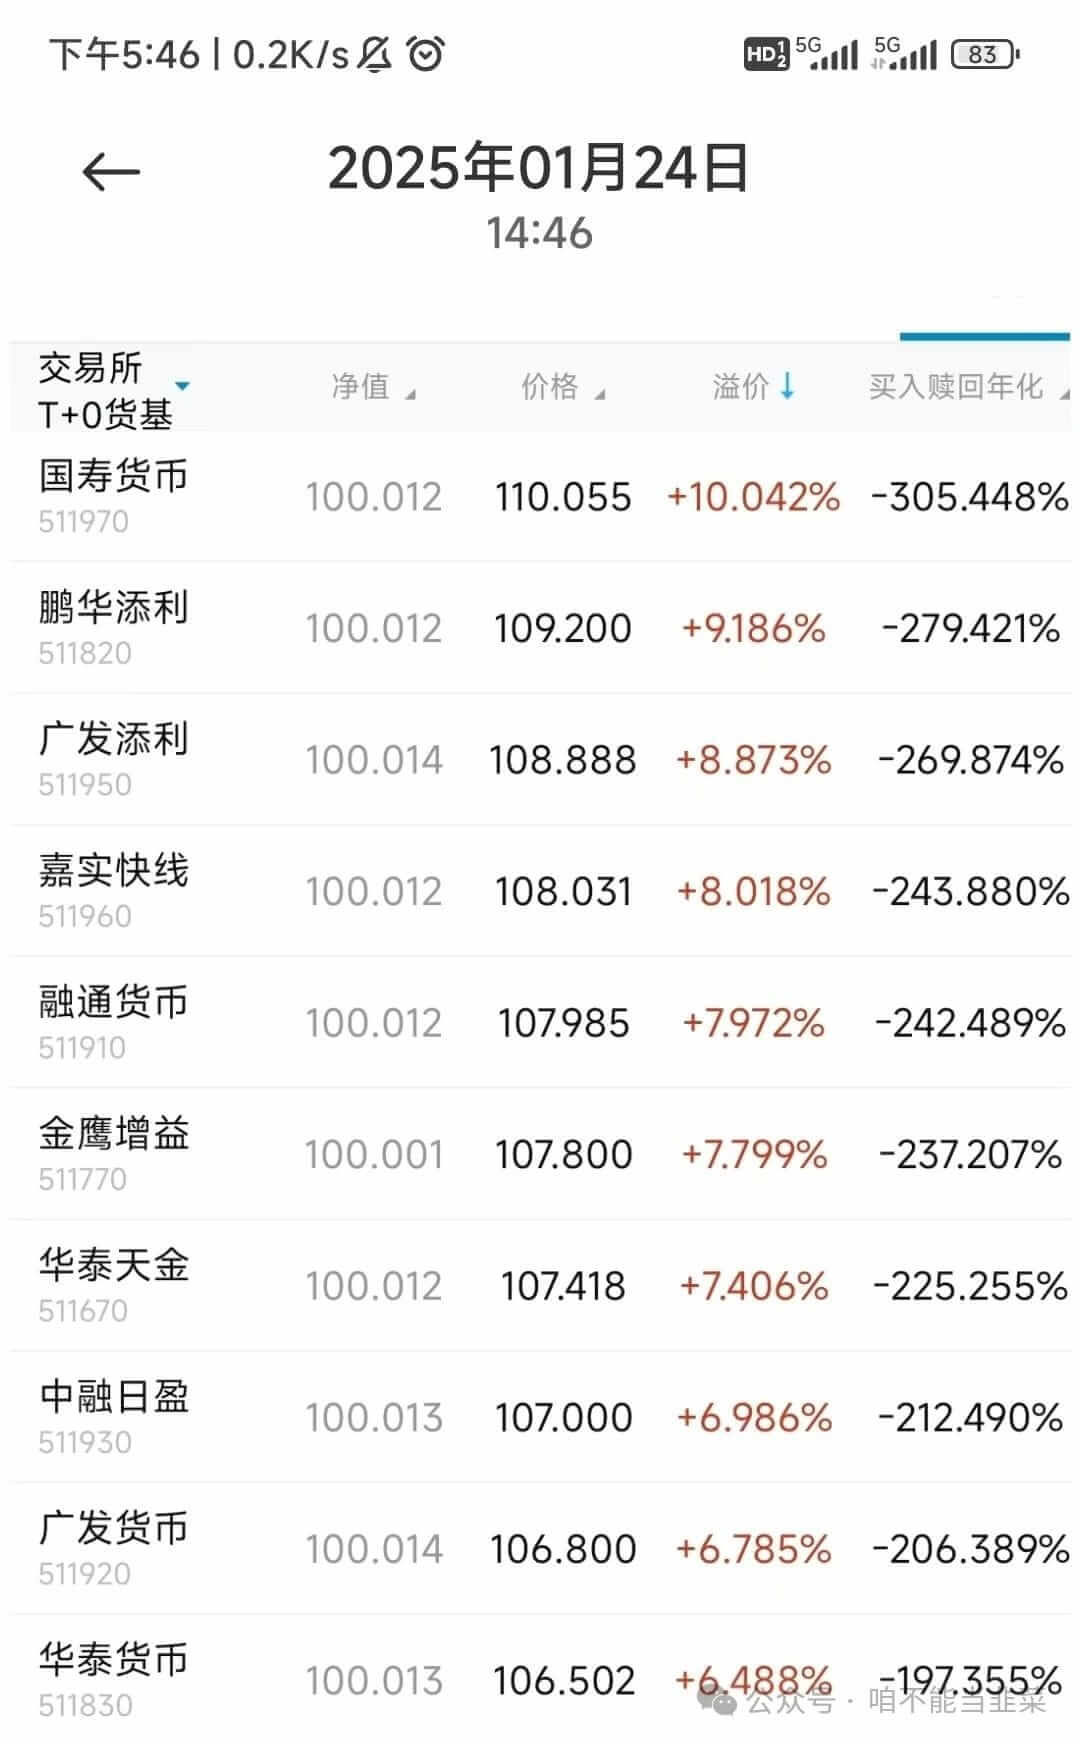 下午5:46 | 0.2K/s HD 1 2 5G 5G 83
2025年01月24日
14:46
交易所
T+0货基 净值 价格 溢价↓ 买入赎回年化
国寿货币
511970 100.012 110.055 +10.042% -305.448%
鹏华添利
511820 100.012 109.200 +9.186% -279.421%
广发添利
511950 100.014 108.888 +8.873% -269.874%
嘉实快线
511960 100.012 108.031 +8.018% -243.880%
融通货币
511910 100.012 107.985 +7.972% -242.489%
金鹰增益
511770 100.001 107.800 +7.799% -237.207%
华泰天金
511670 100.012 107.418 +7.406% -225.255%
中融日盈
511930 100.013 107.000 +6.986% -212.490%
广发货币
511920 100.014 106.800 +6.785% -206.389%
华泰货币
511830 100.013 106.502 +6.488% -197.355%
公众号 · 咱不能当韭菜